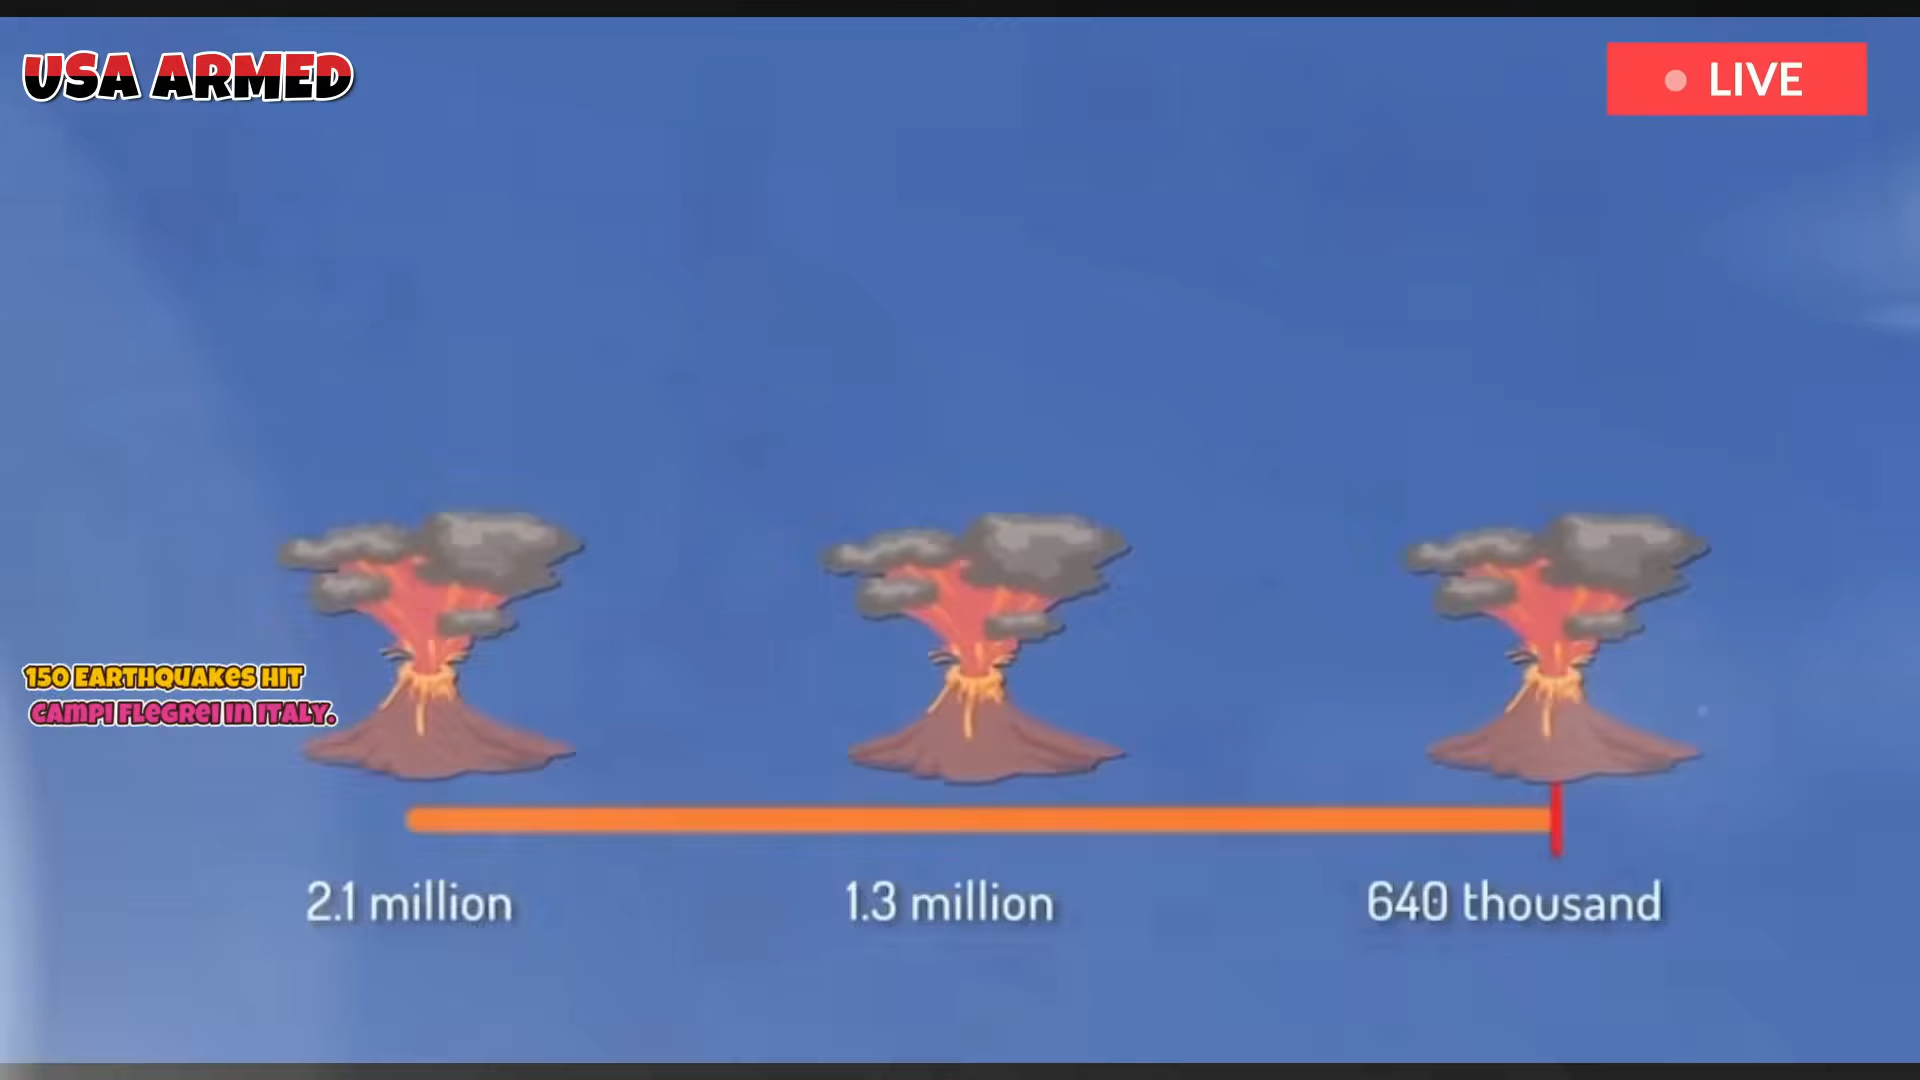 USA ARMED
LIVE
150 EARTHQUAKES HIT
CAMPI FLEGREI IN ITALY.
2.1 million
1.3 million
640 thousand